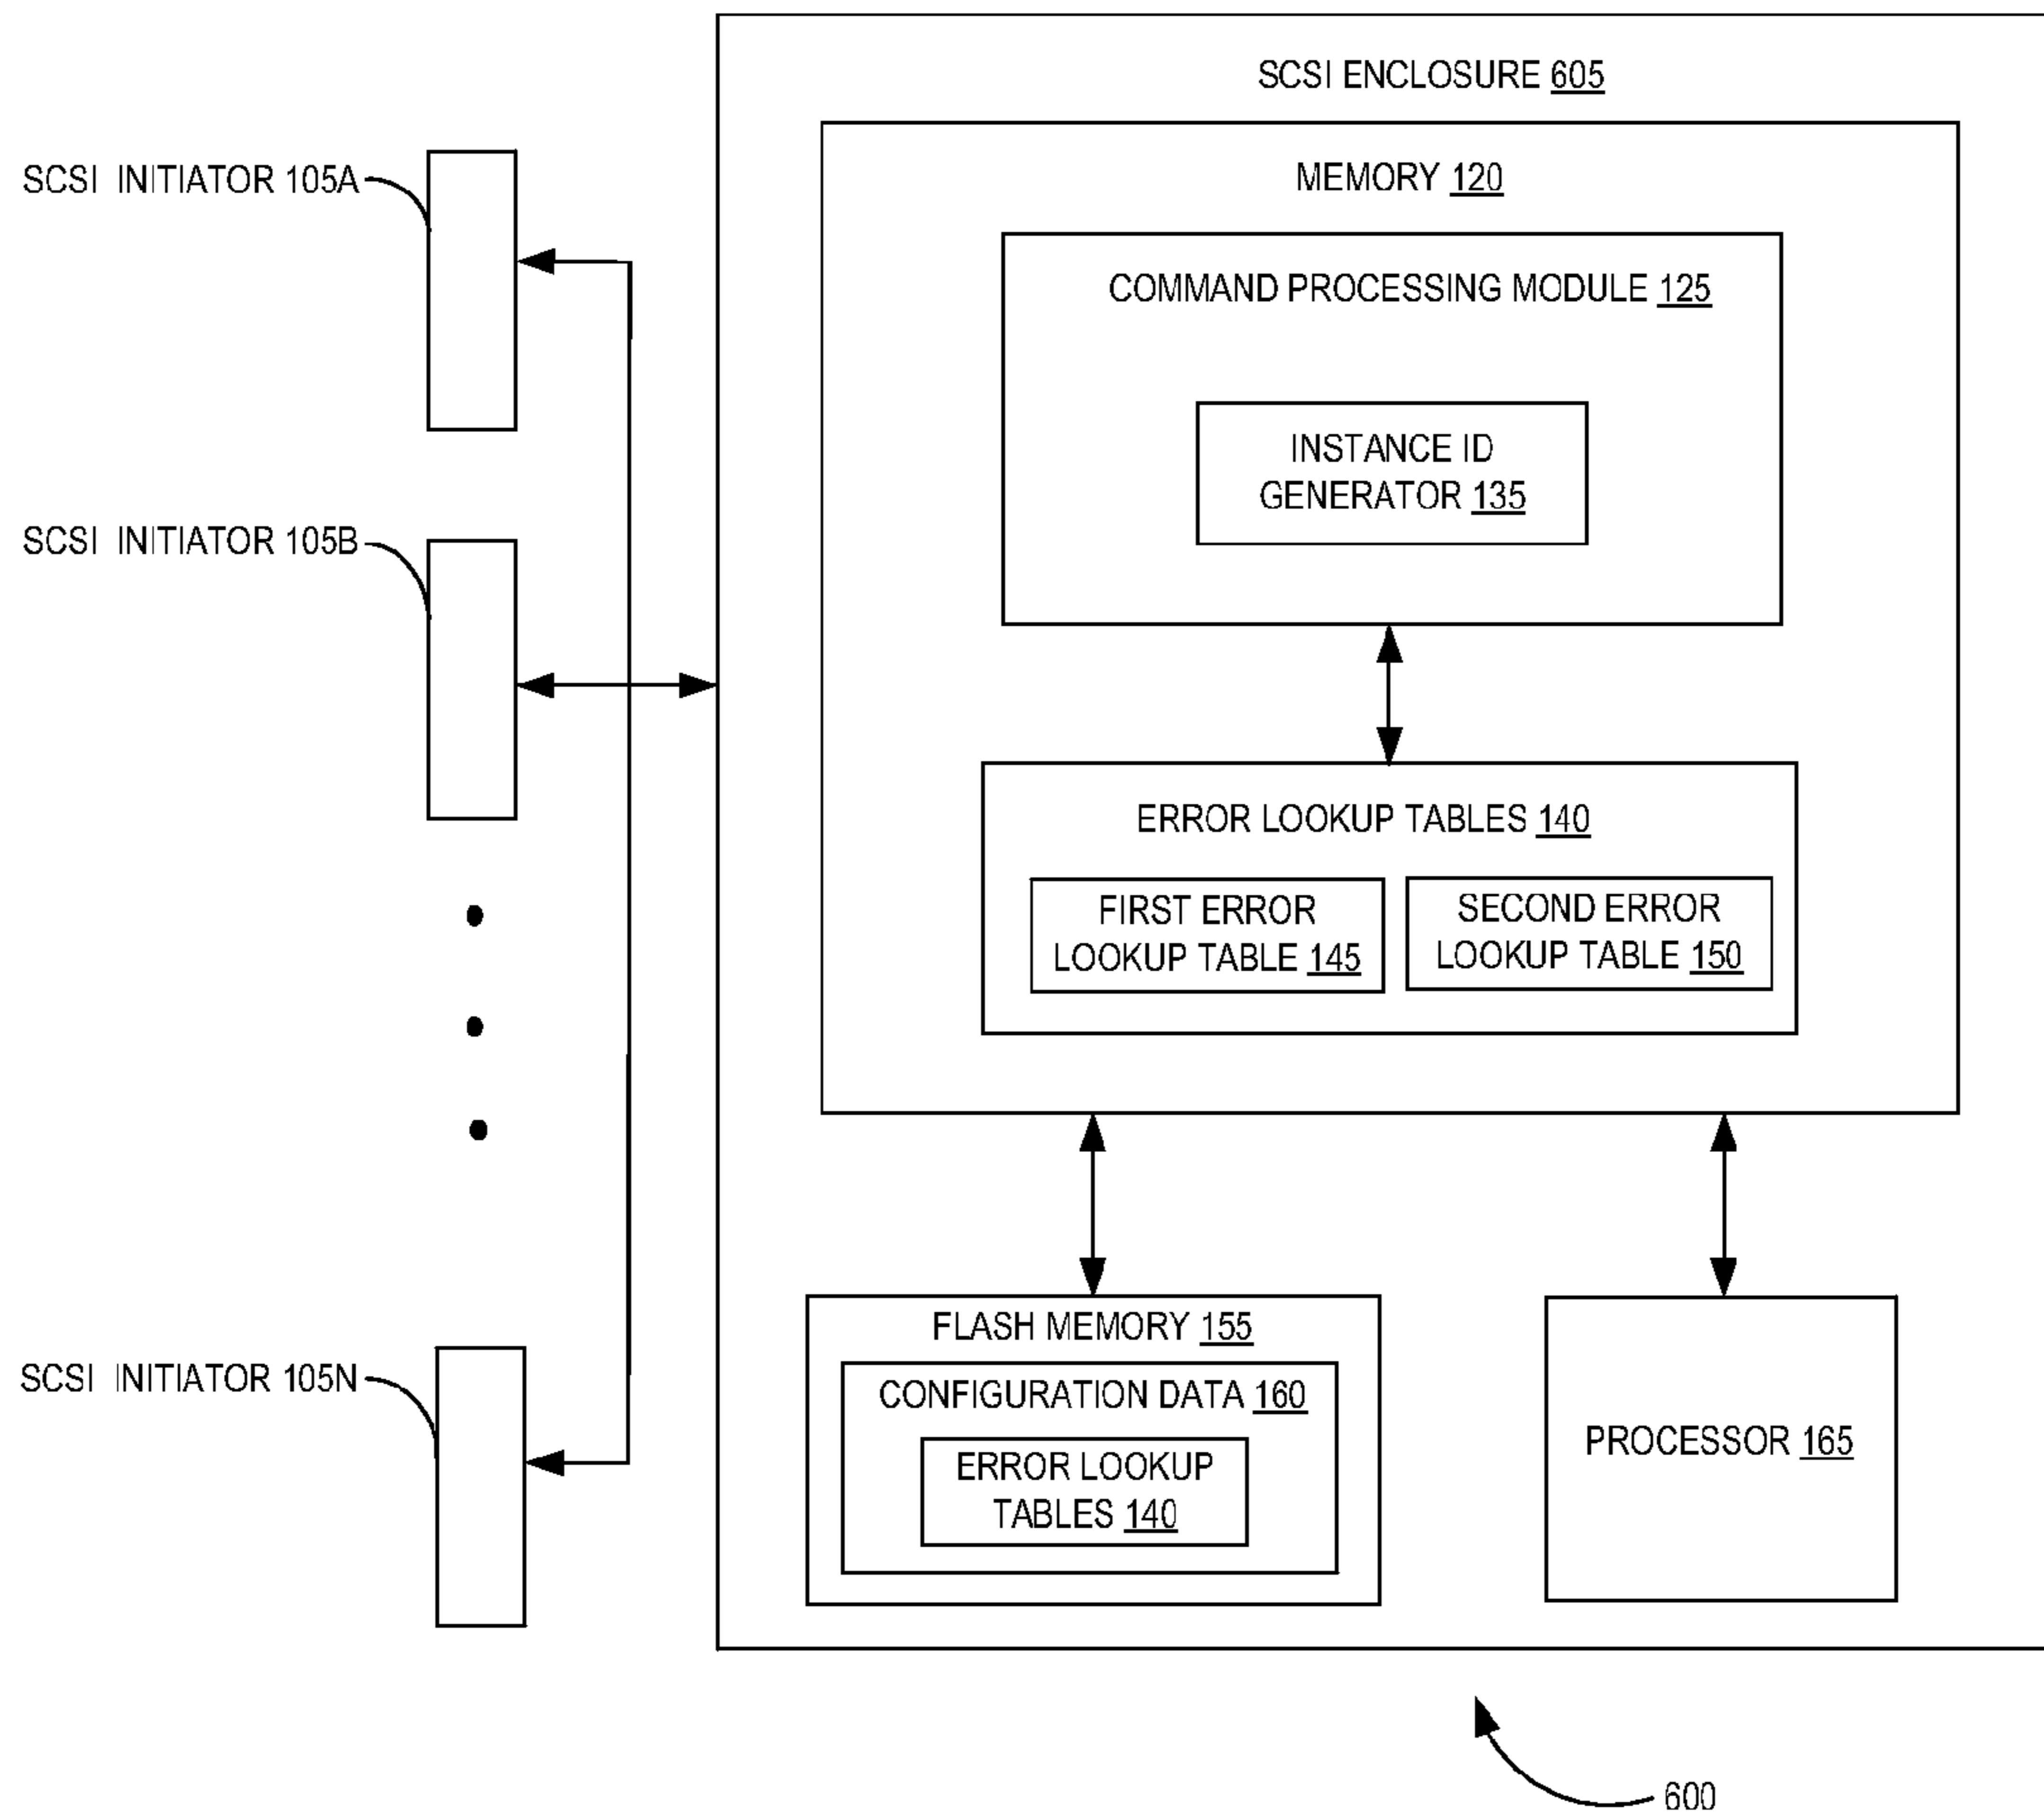 SCSI ENCLOSURE 605
MEMORY 120
SCSI INITIATOR 105A
COMMAND PROCESSING MODULE 125
INSTANCE ID
GENERATOR 135
SCSI INITIATOR 105B
ERROR LOOKUP TABLES 140
FIRST ERROR
LOOKUP TABLE 145
SECOND ERROR
LOOKUP TABLE 150
SCSI INITIATOR 105N
FLASH MEMORY 155
CONFIGURATION DATA 160
ERROR LOOKUP
TABLES 140
PROCESSOR 165
600